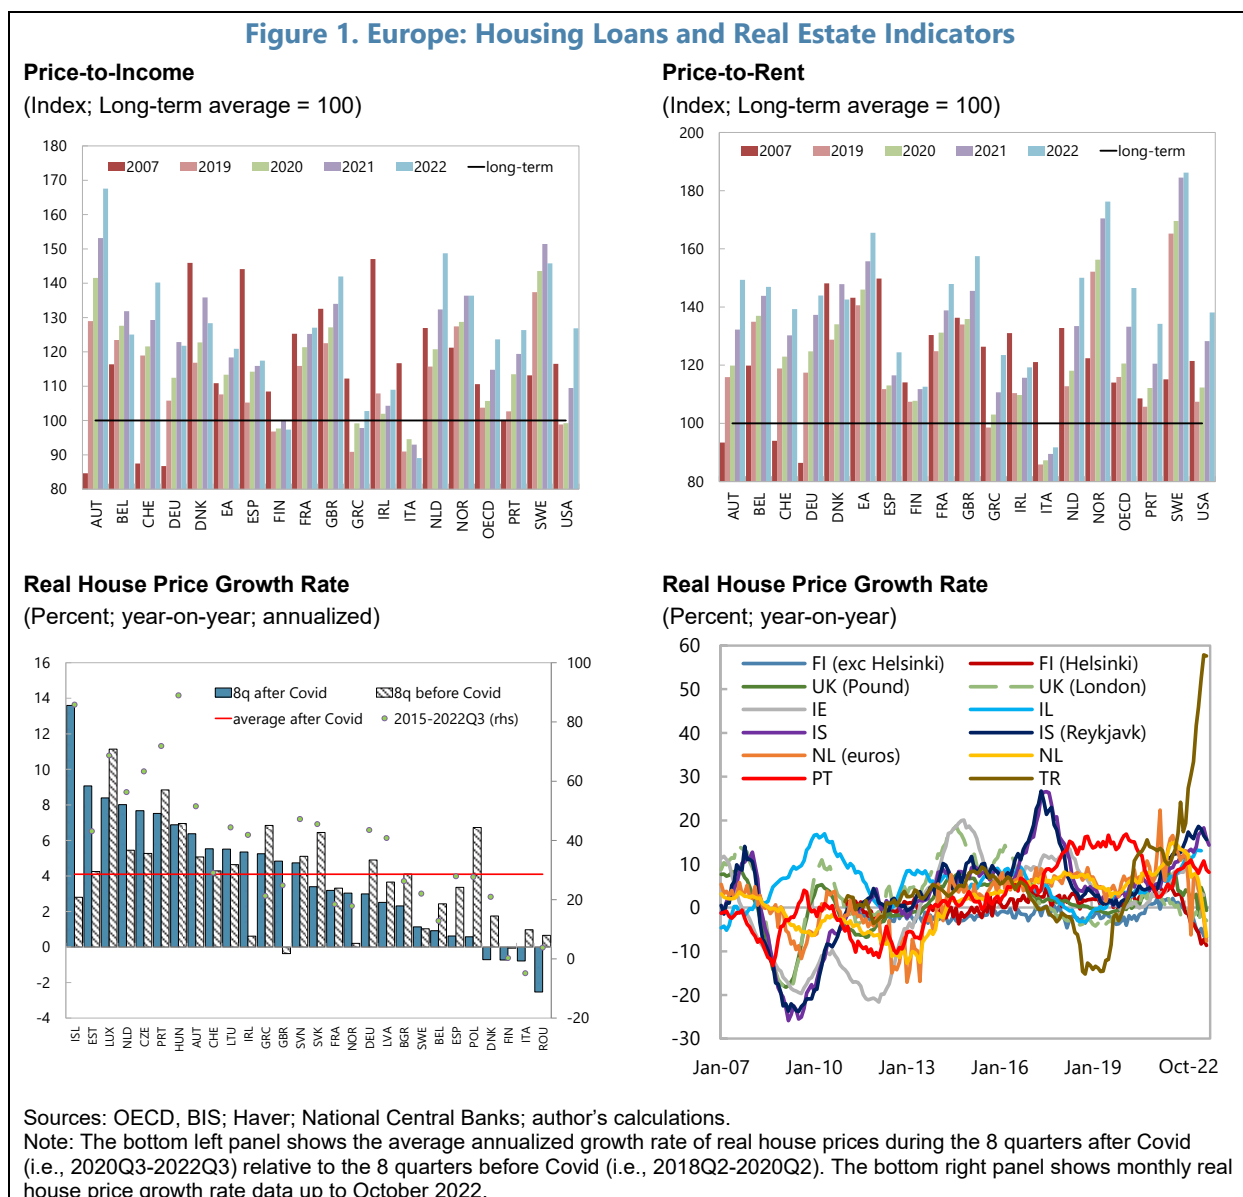 Figure 1. Europe: Housing Loans and Real Estate Indicators
Price-to-Income
(Index; Long-term average = 100)
180
170
160
150
140
130
120
110
100
90
80
2007 2019 2020 2021 2022 long-term
AUT BEL CHE DEU DNK EA ESP FIN FRA GBR GRC IRL ITA NLD NOR OECD PRT SWE USA
Price-to-Rent
(Index; Long-term average = 100)
200
180
160
140
120
100
80
2007 2019 2020 2021 2022 long-term
AUT BEL CHE DEU DNK EA ESP FIN FRA GBR GRC IRL ITA NLD NOR OECD PRT SWE USA
Real House Price Growth Rate
(Percent; year-on-year; annualized)
16
14
12
10
8
6
4
2
0
-2
-4
100
80
60
40
20
0
-20
8q after Covid 8q before Covid
average after Covid 2015-2022Q3 (rhs)
ISL EST LUX NLD CZE PRT HUN AUT CHE LTU IRL GRC GBR SVN SVK FRA NOR DEU LVA BGR SWE BEL ESP POL DNK FIN ITA ROU
Real House Price Growth Rate
(Percent; year-on-year)
60
50
40
30
20
10
0
-10
-20
-30
FI (exc Helsinki) FI (Helsinki)
UK (Pound) UK (London)
IE IL
IS IS (Reykjavk)
NL (euros) NL
PT TR
Jan-07 Jan-10 Jan-13 Jan-16 Jan-19 Oct-22
Sources: OECD, BIS; Haver; National Central Banks; author's calculations.
Note: The bottom left panel shows the average annualized growth rate of real house prices during the 8 quarters after Covid
(i.e., 2020Q3-2022Q3) relative to the 8 quarters before Covid (i.e., 2018Q2-2020Q2). The bottom right panel shows monthly real
house price growth rate data up to October 2022.